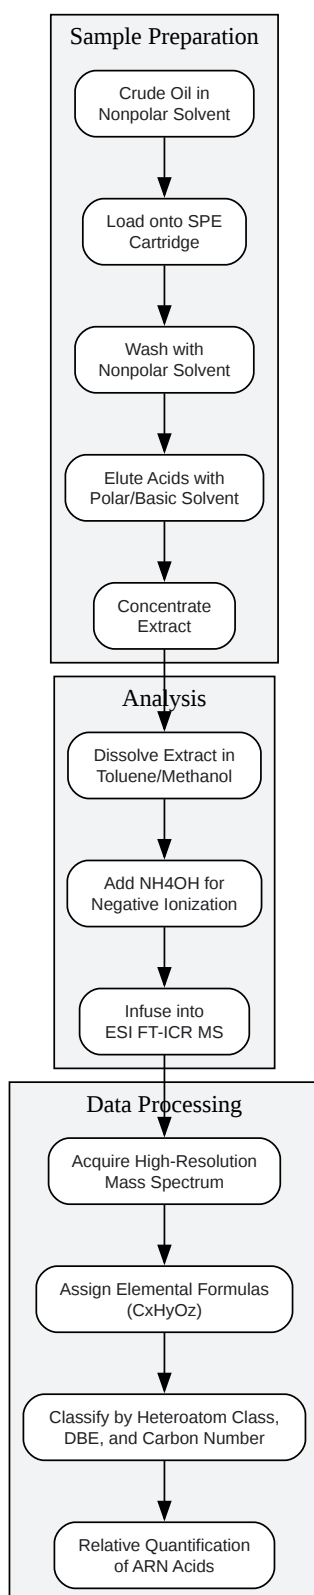 Sample Preparation
Crude Oil in
Nonpolar Solvent
Load onto SPE
Cartridge
Wash with
Nonpolar Solvent
Elute Acids with
Polar/Basic Solvent
Concentrate
Extract
Analysis
Dissolve Extract in
Toluene/Methanol
Add NH4OH for
Negative Ionization
Infuse into
ESI FT-ICR MS
Data Processing
Acquire High-Resolution
Mass Spectrum
Assign Elemental Formulas
(CxHyOz)
Classify by Heteroatom Class,
DBE, and Carbon Number
Relative Quantification
of ARN Acids